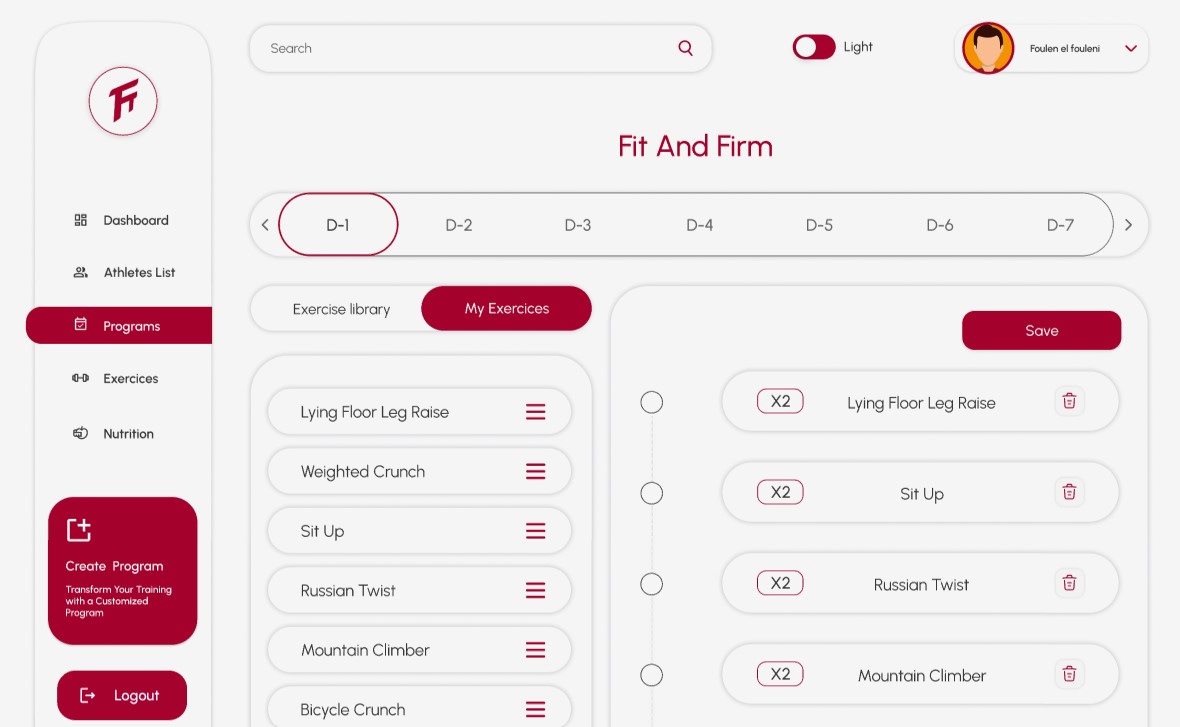 Search
Light
Foulen el fouleni
Fit And Firm
D-1 D-2 D-3 D-4 D-5 D-6 D-7
Dashboard
Athletes List
Programs
Exercices
Nutrition
Create Program
Transform Your Training
with a Customized
Program
Logout
Exercise library
My Exercices
Lying Floor Leg Raise
Weighted Crunch
Sit Up
Russian Twist
Mountain Climber
Bicycle Crunch
Save
X2 Lying Floor Leg Raise
X2 Sit Up
X2 Russian Twist
X2 Mountain Climber